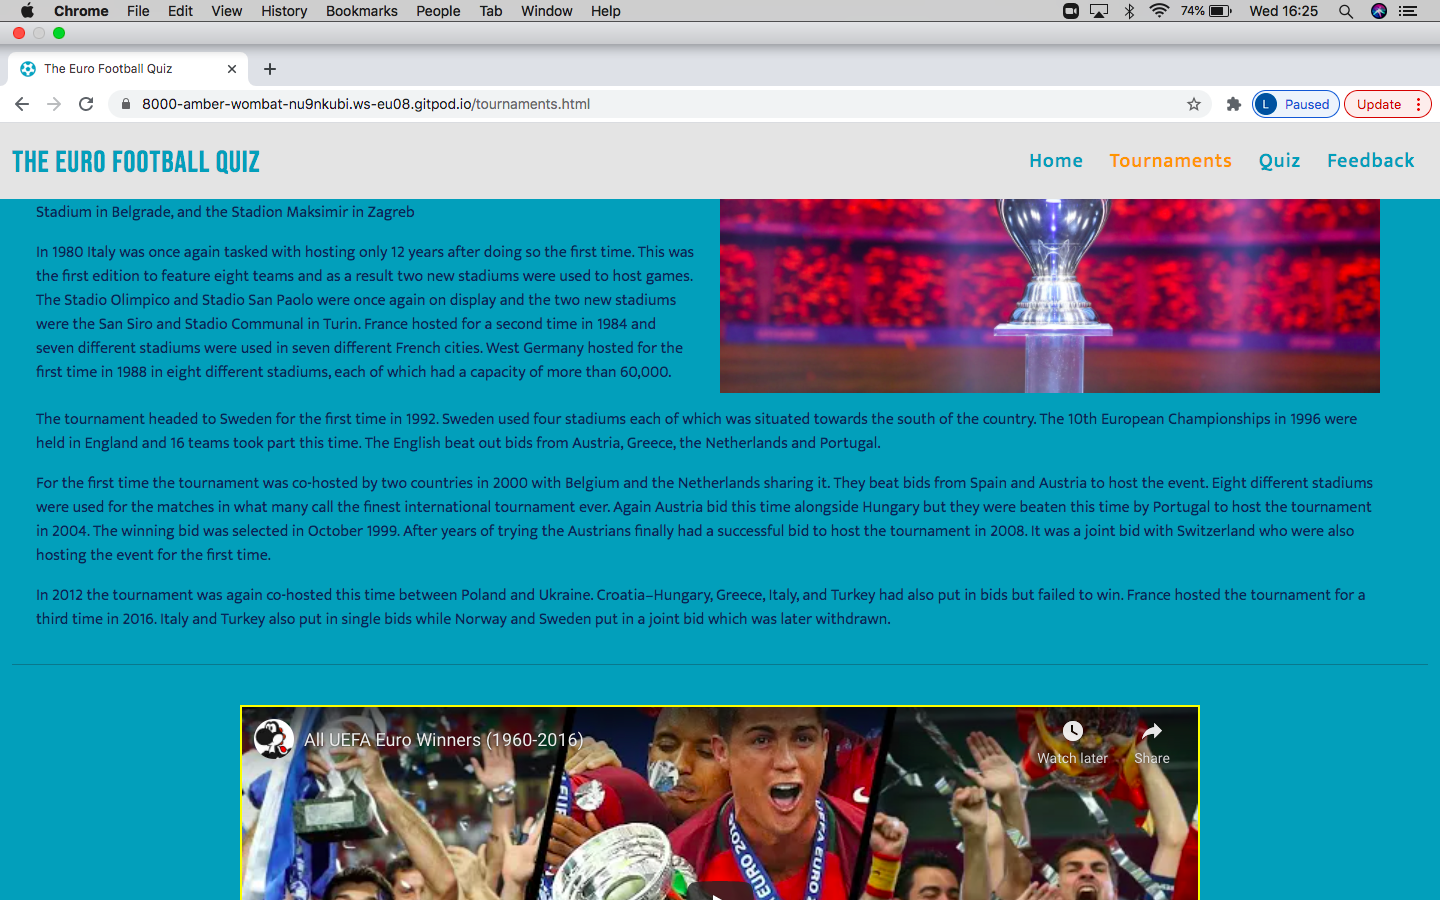 Chrome File Edit View History Bookmarks People Tab Window Help 74% Wed 16:25
The Euro Football Quiz
8000-amber-wombat-nu9nkubi.ws-eu08.gitpod.io/tournaments.html L Paused Update
THE EURO FOOTBALL QUIZ Home Tournaments Quiz Feedback
Stadium in Belgrade, and the Stadion Maksimir in Zagreb
In 1980 Italy was once again tasked with hosting only 12 years after doing so the first time. This was
the first edition to feature eight teams and as a result two new stadiums were used to host games.
The Stadio Olimpico and Stadio San Paolo were once again on display and the two new stadiums
were the San Siro and Stadio Communal in Turin. France hosted for a second time in 1984 and
seven different stadiums were used in seven different French cities. West Germany hosted for the
first time in 1988 in eight different stadiums, each of which had a capacity of more than 60,000.
The tournament headed to Sweden for the first time in 1992. Sweden used four stadiums each of which was situated towards the south of the country. The 10th European Championships in 1996 were
held in England and 16 teams took part this time. The English beat out bids from Austria, Greece, the Netherlands and Portugal.
For the first time the tournament was co-hosted by two countries in 2000 with Belgium and the Netherlands sharing it. They beat bids from Spain and Austria to host the event. Eight different stadiums
were used for the matches in what many call the finest international tournament ever. Again Austria bid this time alongside Hungary but they were beaten this time by Portugal to host the tournament
in 2004. The winning bid was selected in October 1999. After years of trying the Austrians finally had a successful bid to host the tournament in 2008. It was a joint bid with Switzerland who were also
hosting the event for the first time.
In 2012 the tournament was again co-hosted this time between Poland and Ukraine. Croatia–Hungary, Greece, Italy, and Turkey had also put in bids but failed to win. France hosted the tournament for a
third time in 2016. Italy and Turkey also put in single bids while Norway and Sweden put in a joint bid which was later withdrawn.
All UEFA Euro Winners (1960-2016)
Watch later Share
EURO 2016
UEFA EURO